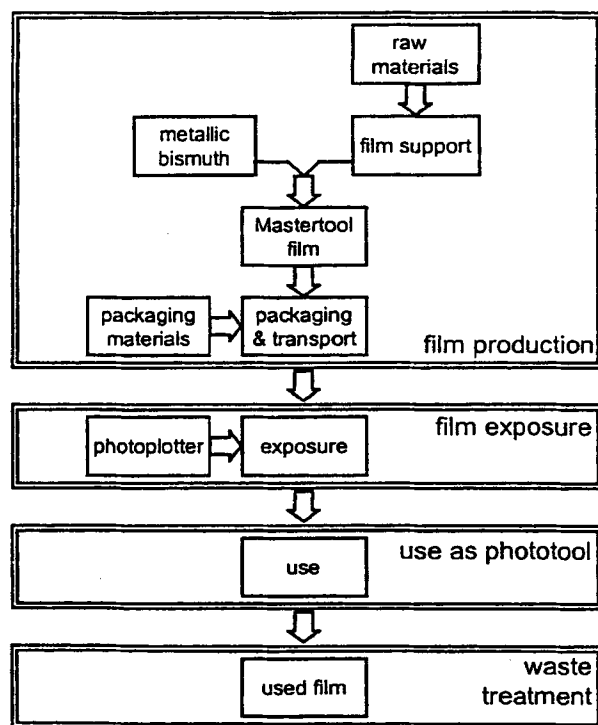 raw
materials
metallic
bismuth
film support
Mastertool
film
packaging
materials
packaging
& transport
film production
photoplotter
exposure
film exposure
use
use as phototool
used film
waste
treatment